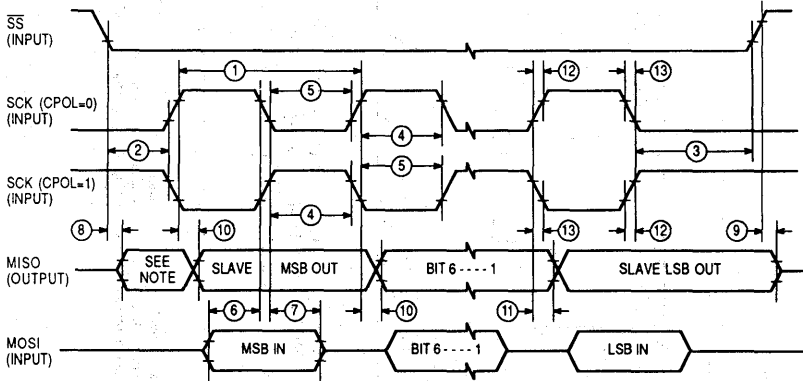 SS
(INPUT)
1
5
12
13
SCK (CPOL=0)
(INPUT)
2
4
3
5
SCK (CPOL=1)
(INPUT)
4
8
10
13
12
9
MISO
(OUTPUT)
SEE
NOTE
SLAVE
MSB OUT
BIT 6 - - - - 1
SLAVE LSB OUT
6
7
10
11
MOSI
(INPUT)
MSB IN
BIT 6 - - - - 1
LSB IN